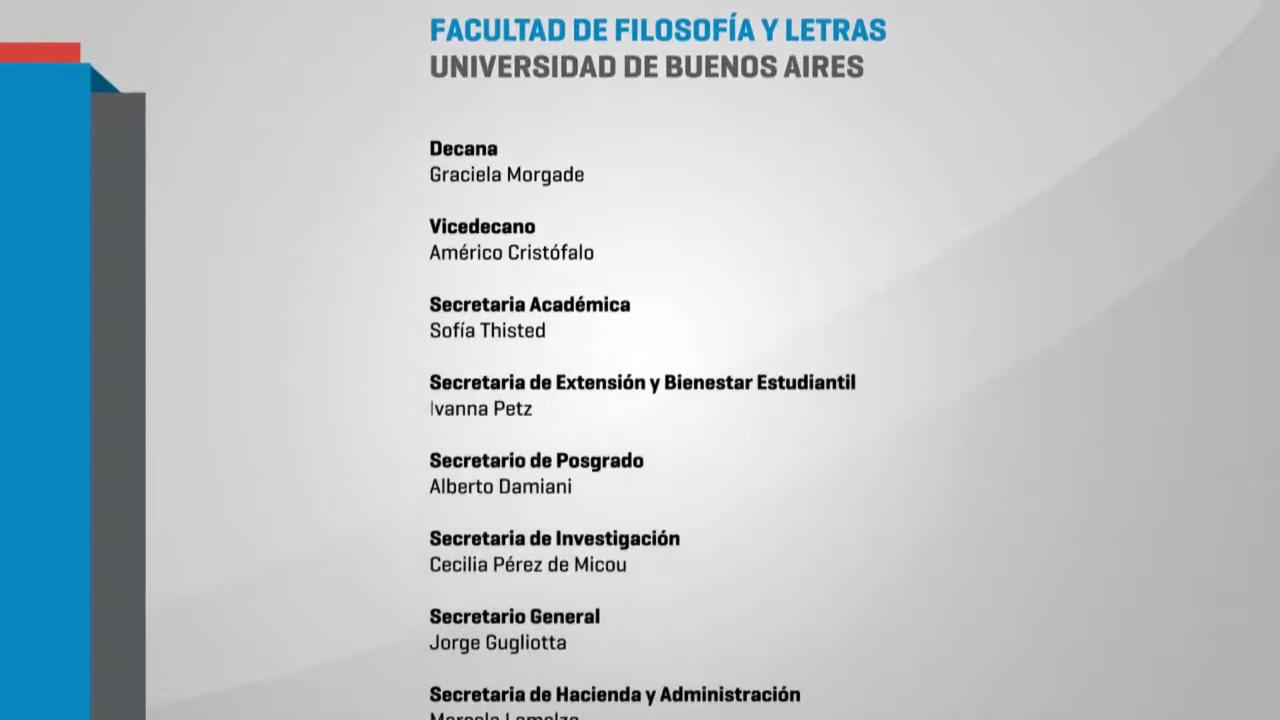 FACULTAD DE FILOSOFÍA Y LETRAS
UNIVERSIDAD DE BUENOS AIRES
Decana
Graciela Morgade
Vicedecano
Américo Cristófalo
Secretaria Académica
Sofía Thisted
Secretaria de Extensión y Bienestar Estudiantil
Ivanna Petz
Secretario de Posgrado
Alberto Damiani
Secretaria de Investigación
Cecilia Pérez de Micou
Secretario General
Jorge Gugliotta
Secretaria de Hacienda y Administración